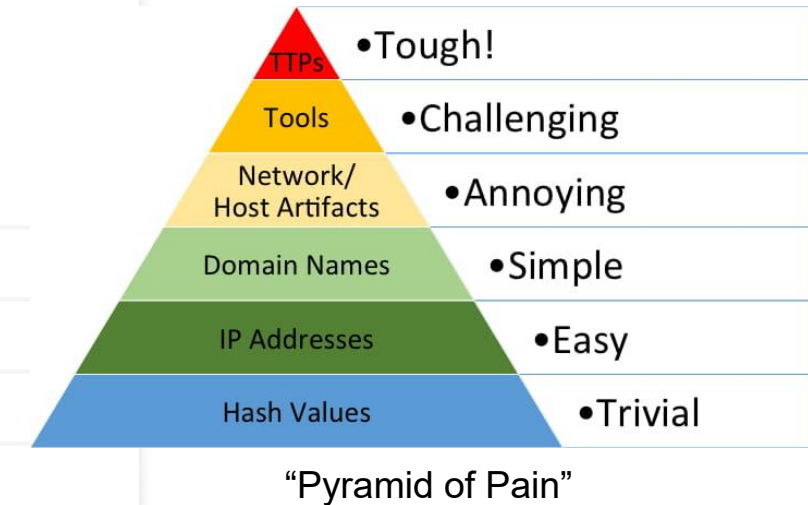 TTPs •Tough!
Tools •Challenging
Network/
Host Artifacts •Annoying
Domain Names •Simple
IP Addresses •Easy
Hash Values •Trivial
“Pyramid of Pain”